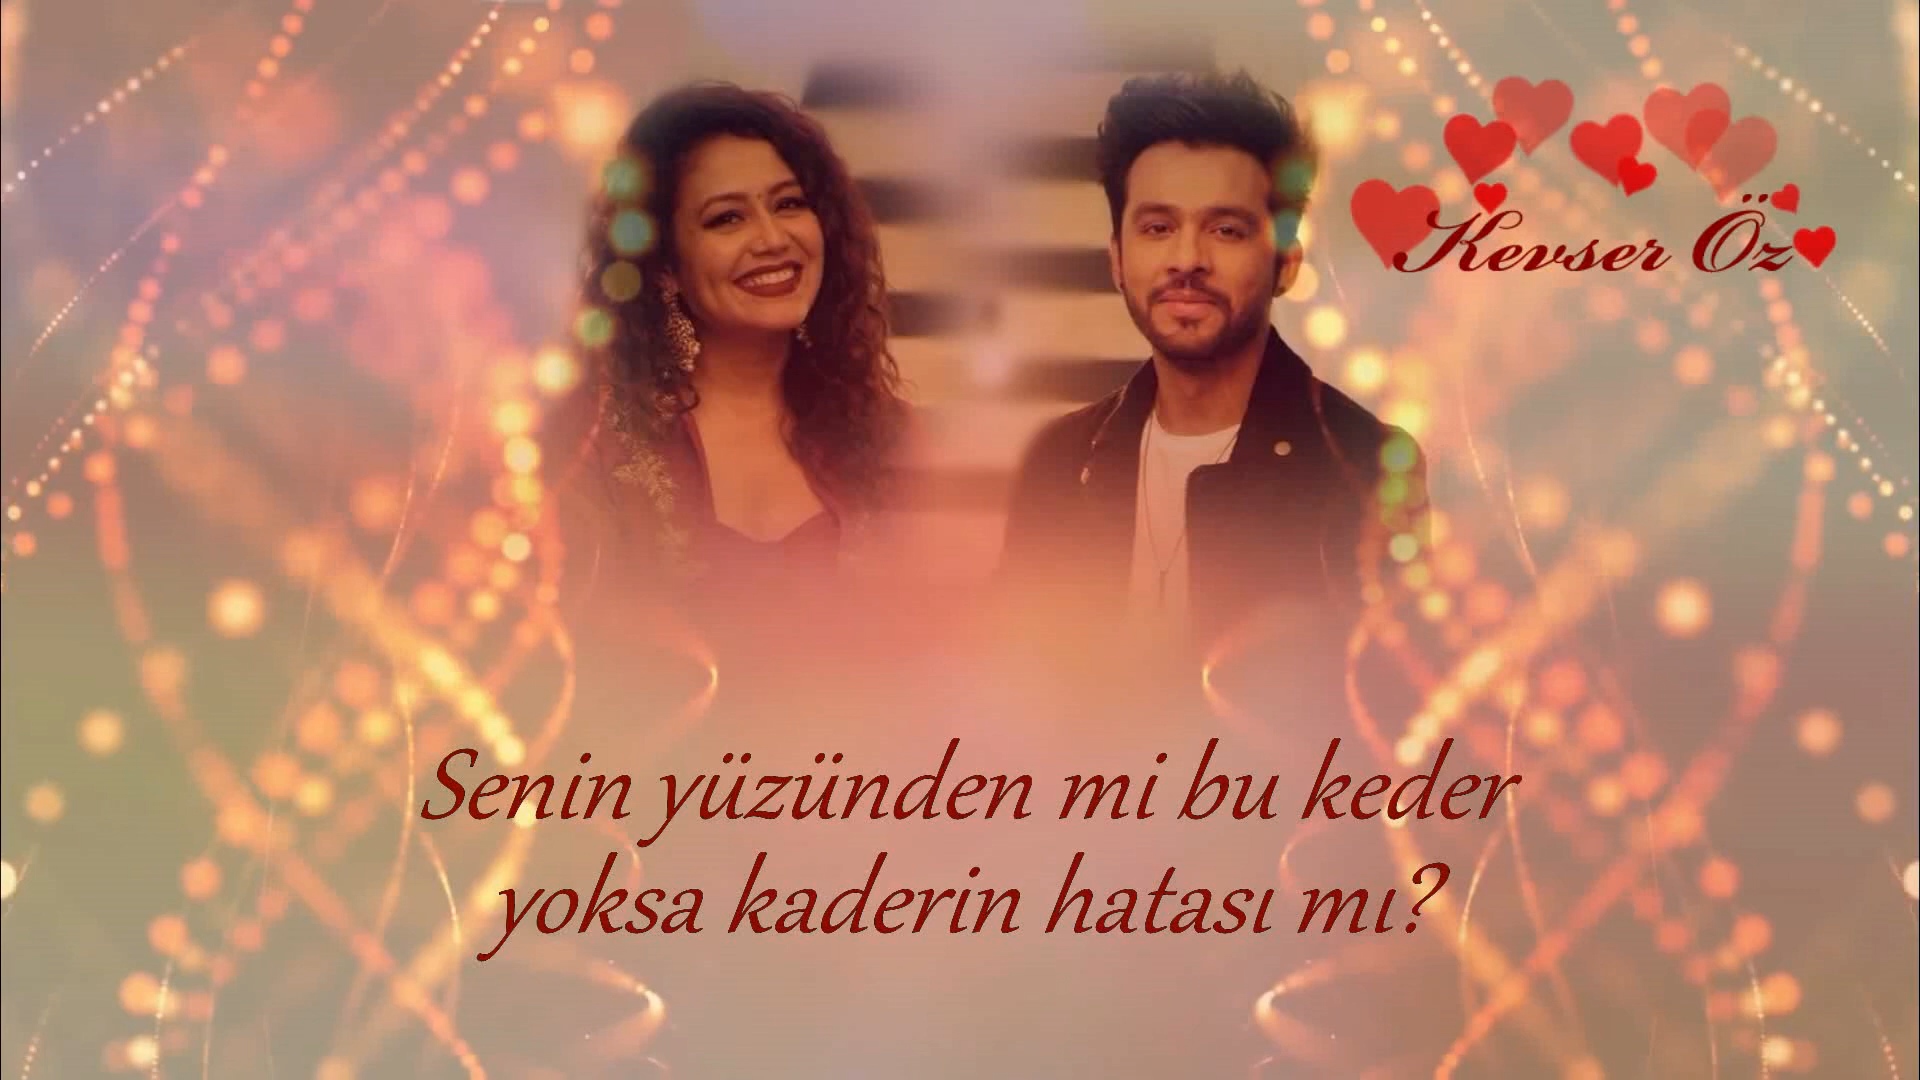 Kevser Öz
Senin yüzünden mi bu keder
yoksa kaderin hatası mı?